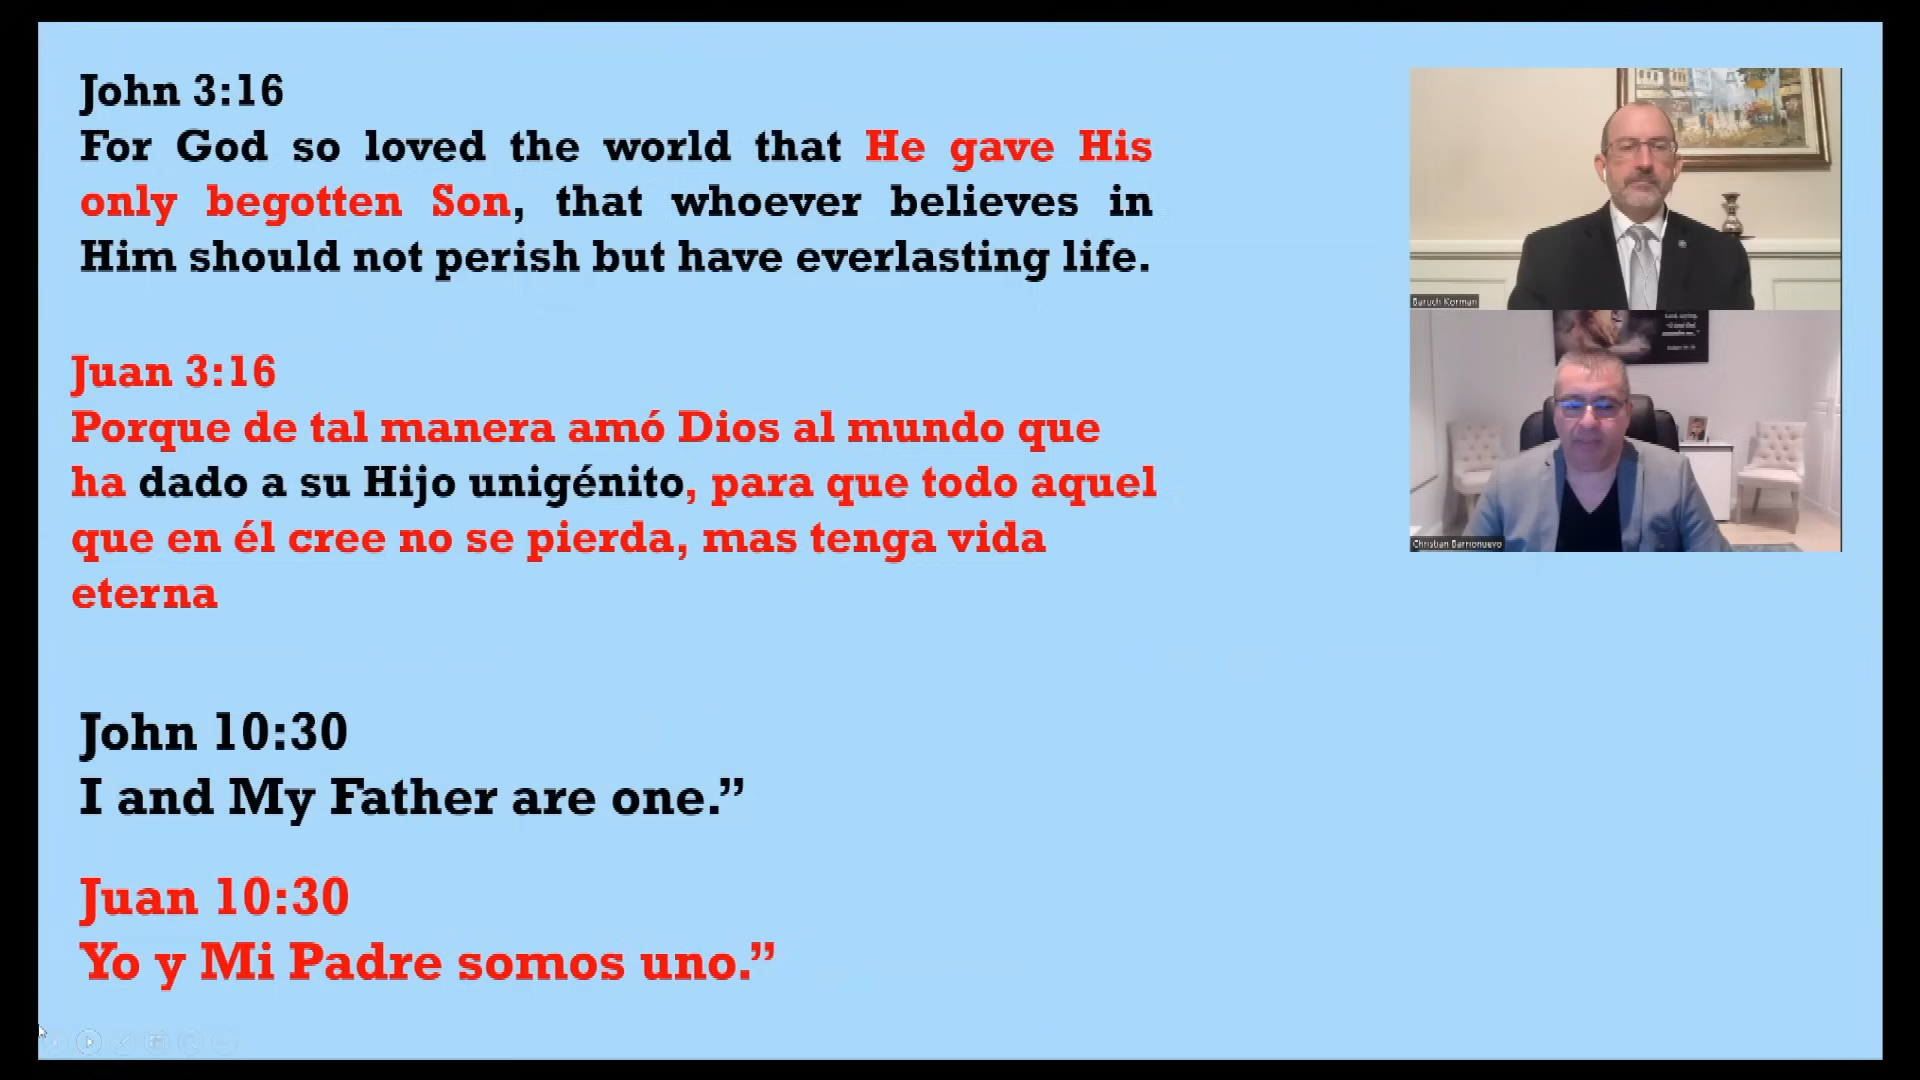 John 3:16
For God so loved the world that He gave His
only begotten Son, that whoever believes in
Him should not perish but have everlasting life.
Juan 3:16
Porque de tal manera amó Dios al mundo que
ha dado a su Hijo unigénito, para que todo aquel
que en él cree no se pierda, mas tenga vida
eterna
John 10:30
I and My Father are one.”
Juan 10:30
Yo y Mi Padre somos uno.”
Baruch Korman
Christian Barrionuevo